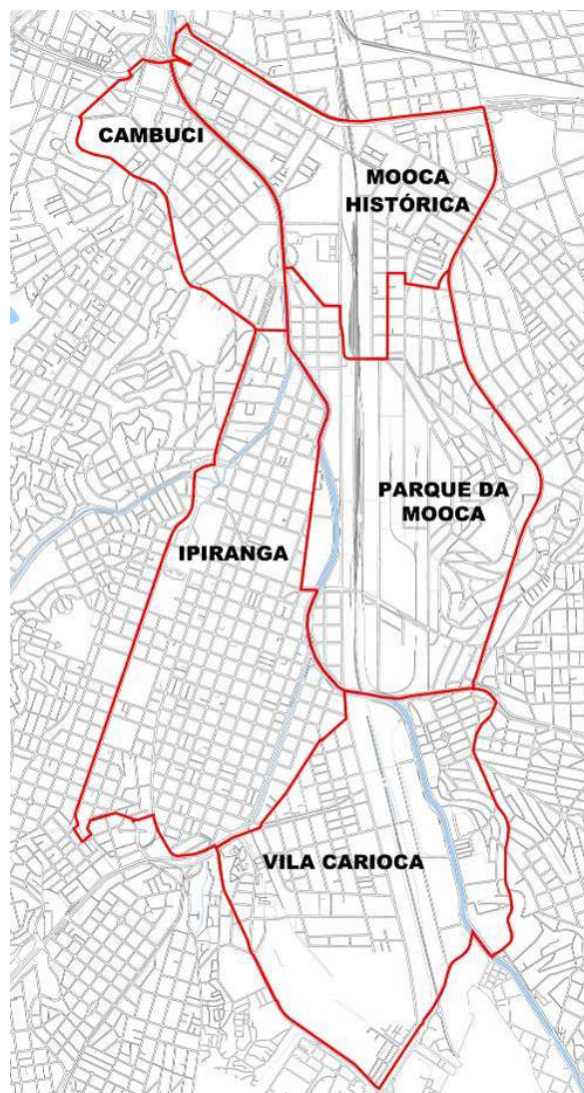 CAMBUCI
MOOCA
HISTÓRICA
PARQUE DA
MOOCA
IPIRANGA
VILA CARIOCA